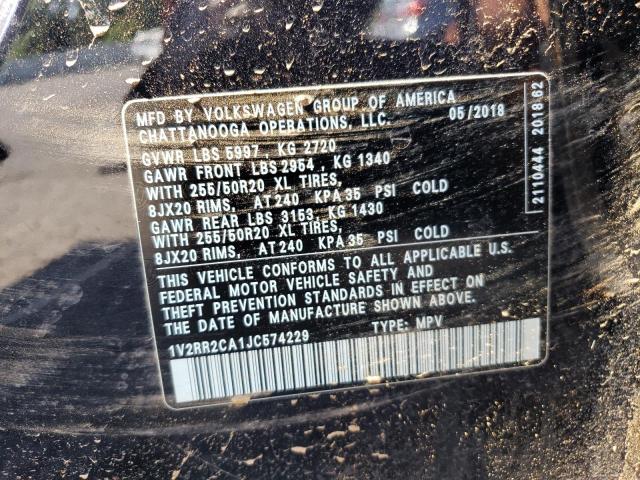 MFD BY VOLKSWAGEN GROUP OF AMERICA
CHATTANOOGA OPERATIONS, LLC. 05/2018
GVWR LBS 5997 KG 2720
GAWR FRONT LBS 2954 , KG 1340
WITH 255/50R20 XL TIRES,
8JX20 RIMS, AT 240 KPA 35 PSI COLD
GAWR REAR LBS 3153, KG 1430
WITH 255/50R20 XL TIRES,
8JX20 RIMS, AT 240 KPA 35 PSI COLD
THIS VEHICLE CONFORMS TO ALL APPLICABLE U.S.
FEDERAL MOTOR VEHICLE SAFETY AND
THEFT PREVENTION STANDARDS IN EFFECT ON
THE DATE OF MANUFACTURE SHOWN ABOVE.
1V2RR2CA1JC574229 TYPE: MPV
2110444 2018 62